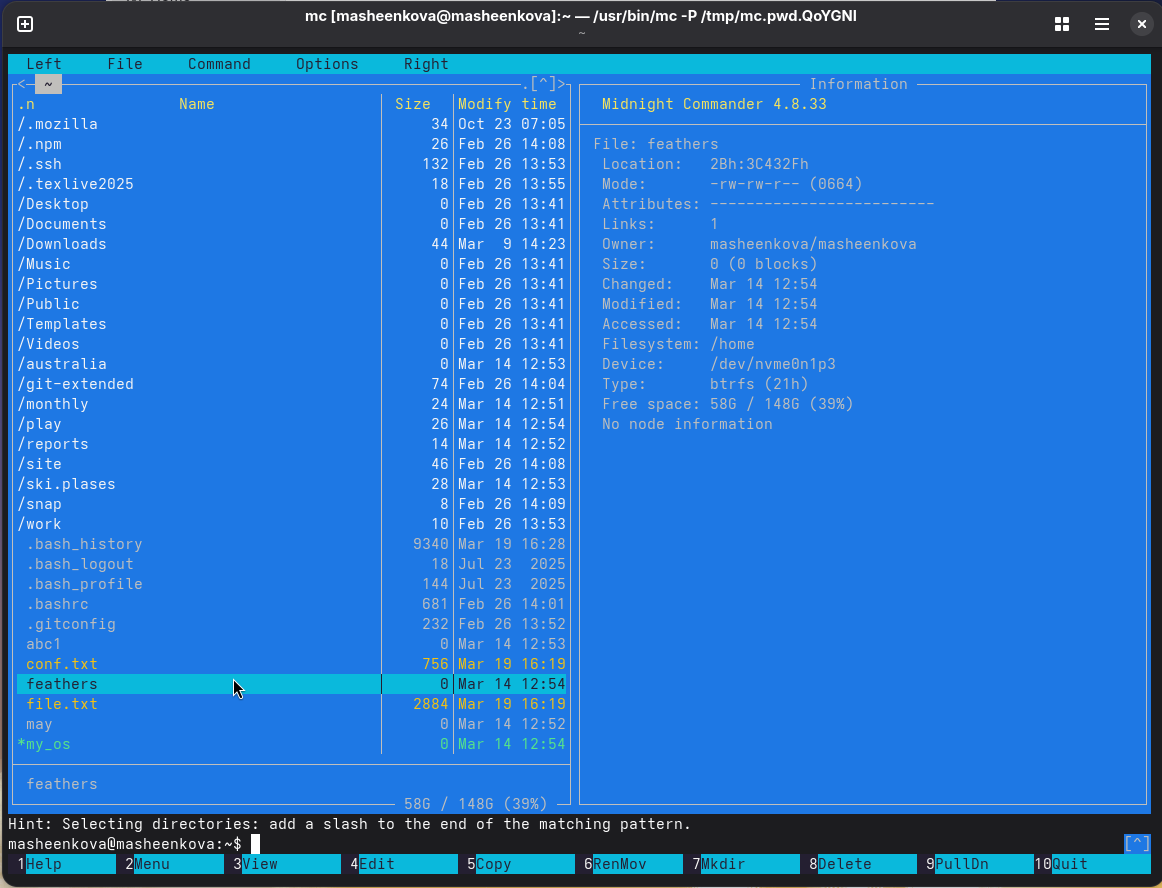 mc [masheenkova@masheenkova]:~ — /usr/bin/mc -P /tmp/mc.pwd.QoYGNI
~
Left File Command Options Right
<─ ~ .[^]>
.n Name Size Modify time
/.mozilla 34 Oct 23 07:05
/.npm 26 Feb 26 14:08
/.ssh 132 Feb 26 13:53
/.texlive2025 18 Feb 26 13:55
/Desktop 0 Feb 26 13:41
/Documents 0 Feb 26 13:41
/Downloads 44 Mar  9 14:23
/Music 0 Feb 26 13:41
/Pictures 0 Feb 26 13:41
/Public 0 Feb 26 13:41
/Templates 0 Feb 26 13:41
/Videos 0 Feb 26 13:41
/australia 0 Mar 14 12:53
/git-extended 74 Feb 26 14:04
/monthly 24 Mar 14 12:51
/play 26 Mar 14 12:54
/reports 14 Mar 14 12:52
/site 46 Feb 26 14:08
/ski.plases 28 Mar 14 12:53
/snap 8 Feb 26 14:09
/work 10 Feb 26 13:53
.bash_history 9340 Mar 19 16:28
.bash_logout 18 Jul 23  2025
.bash_profile 144 Jul 23  2025
.bashrc 681 Feb 26 14:01
.gitconfig 232 Feb 26 13:52
abc1 0 Mar 14 12:53
conf.txt 756 Mar 19 16:19
feathers 0 Mar 14 12:54
file.txt 2884 Mar 19 16:19
may 0 Mar 14 12:52
*my_os 0 Mar 14 12:54
feathers
58G / 148G (39%)
Information
Midnight Commander 4.8.33
File: feathers
Location: 2Bh:3C432Fh
Mode: -rw-rw-r-- (0664)
Attributes: -------------------------
Links: 1
Owner: masheenkova/masheenkova
Size: 0 (0 blocks)
Changed: Mar 14 12:54
Modified: Mar 14 12:54
Accessed: Mar 14 12:54
Filesystem: /home
Device: /dev/nvme0n1p3
Type: btrfs (21h)
Free space: 58G / 148G (39%)
No node information
Hint: Selecting directories: add a slash to the end of the matching pattern.
masheenkova@masheenkova:~$ [^]
1Help 2Menu 3View 4Edit 5Copy 6RenMov 7Mkdir 8Delete 9PullDn 10Quit